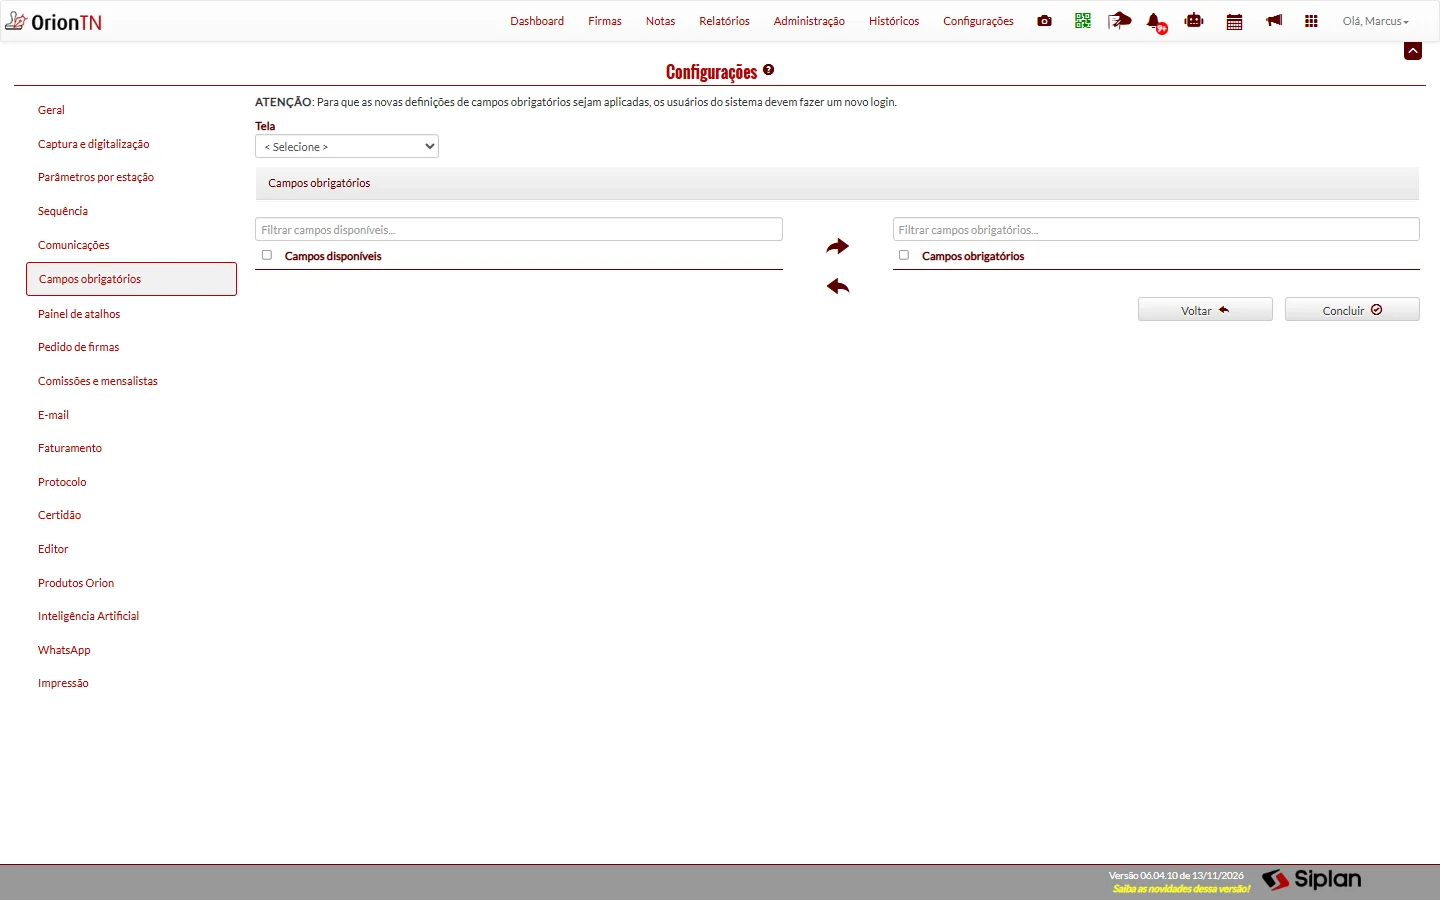 OrionTN
Dashboard
Firmas
Notas
Relatórios
Administração
Históricos
Configurações
9+
Olá, Marcus
Configurações
Geral
Captura e digitalização
Parâmetros por estação
Sequência
Comunicações
Campos obrigatórios
Painel de atalhos
Pedido de firmas
Comissões e mensalistas
E-mail
Faturamento
Protocolo
Certidão
Editor
Produtos Orion
Inteligência Artificial
WhatsApp
Impressão
ATENÇÃO: Para que as novas definições de campos obrigatórios sejam aplicadas, os usuários do sistema devem fazer um novo login.
Tela
< Selecione >
Campos obrigatórios
Filtrar campos disponíveis...
Campos disponíveis
Filtrar campos obrigatórios...
Campos obrigatórios
Voltar
Concluir
Versão 06.04.10 de 13/11/2026
Saiba as novidades dessa versão!
Siplan